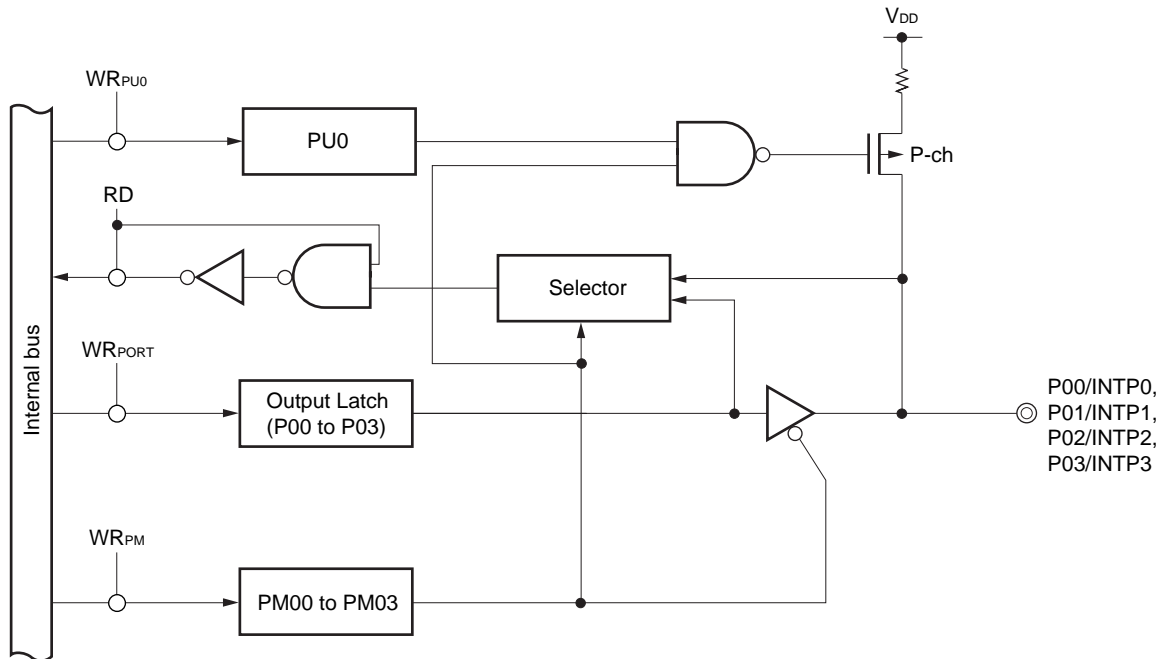 VDD
WRPU0
PU0
P-ch
RD
Selector
Internal bus
WRPORT
Output Latch
(P00 to P03)
P00/INTP0,
P01/INTP1,
P02/INTP2,
P03/INTP3
WRPM
PM00 to PM03